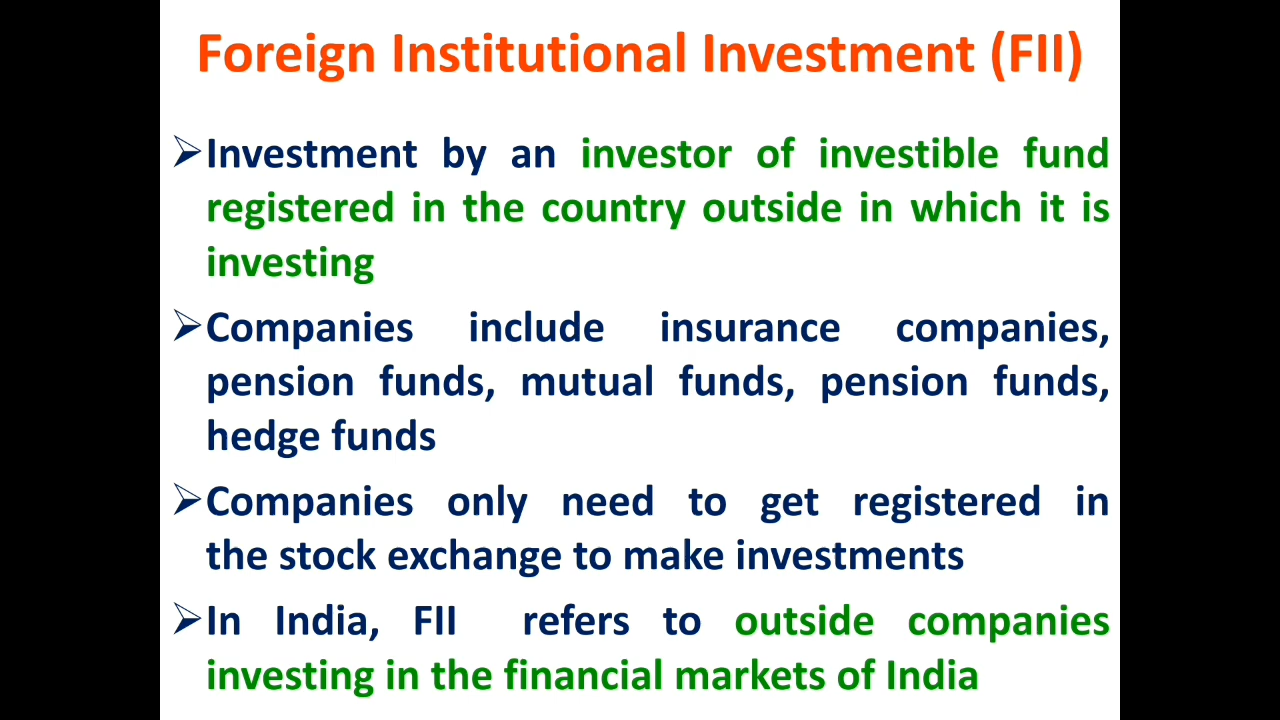 Foreign Institutional Investment (FII)
➢Investment by an investor of investible fund
registered in the country outside in which it is
investing
➢Companies include insurance companies,
pension funds, mutual funds, pension funds,
hedge funds
➢Companies only need to get registered in
the stock exchange to make investments
➢In India, FII refers to outside companies
investing in the financial markets of India